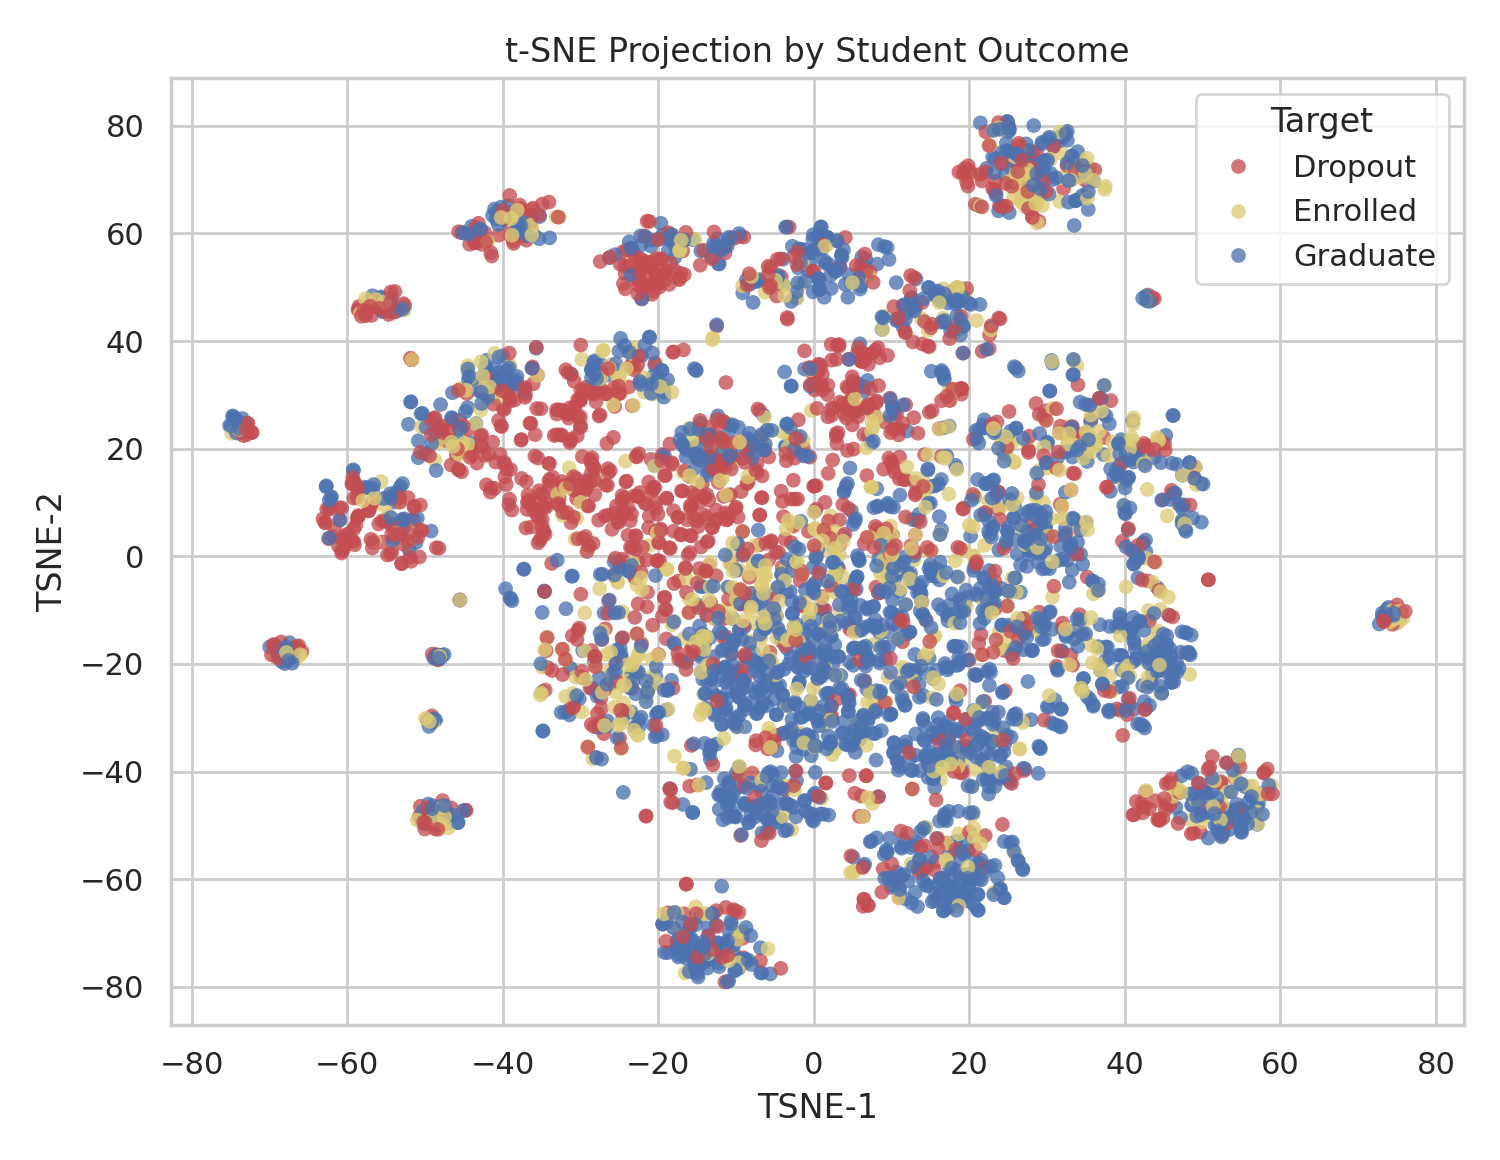 t-SNE Projection by Student Outcome
Target
Dropout
Enrolled
Graduate
80
60
40
20
0
−20
−40
−60
−80
TSNE-2
−80
−60
−40
−20
0
20
40
60
80
TSNE-1